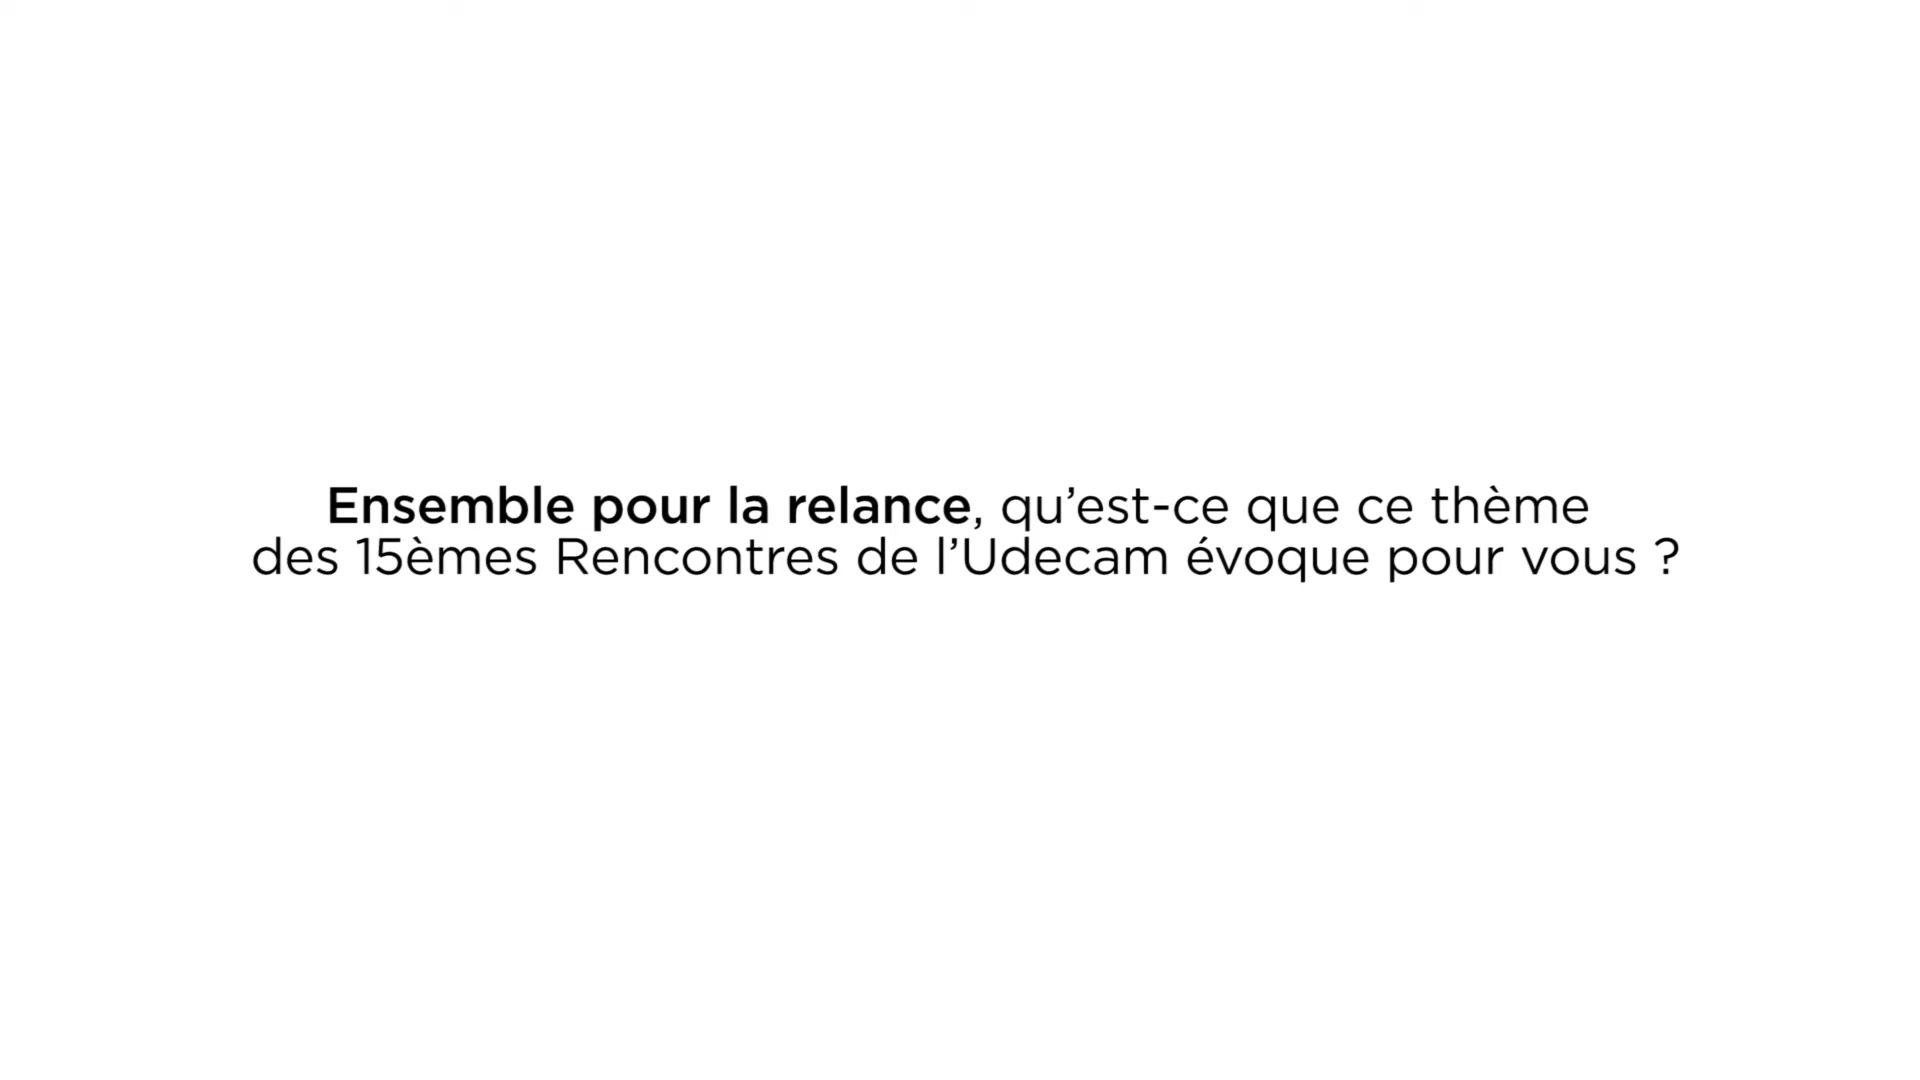 Ensemble pour la relance, qu’est-ce que ce thème
des 15èmes Rencontres de l’Udecam évoque pour vous ?